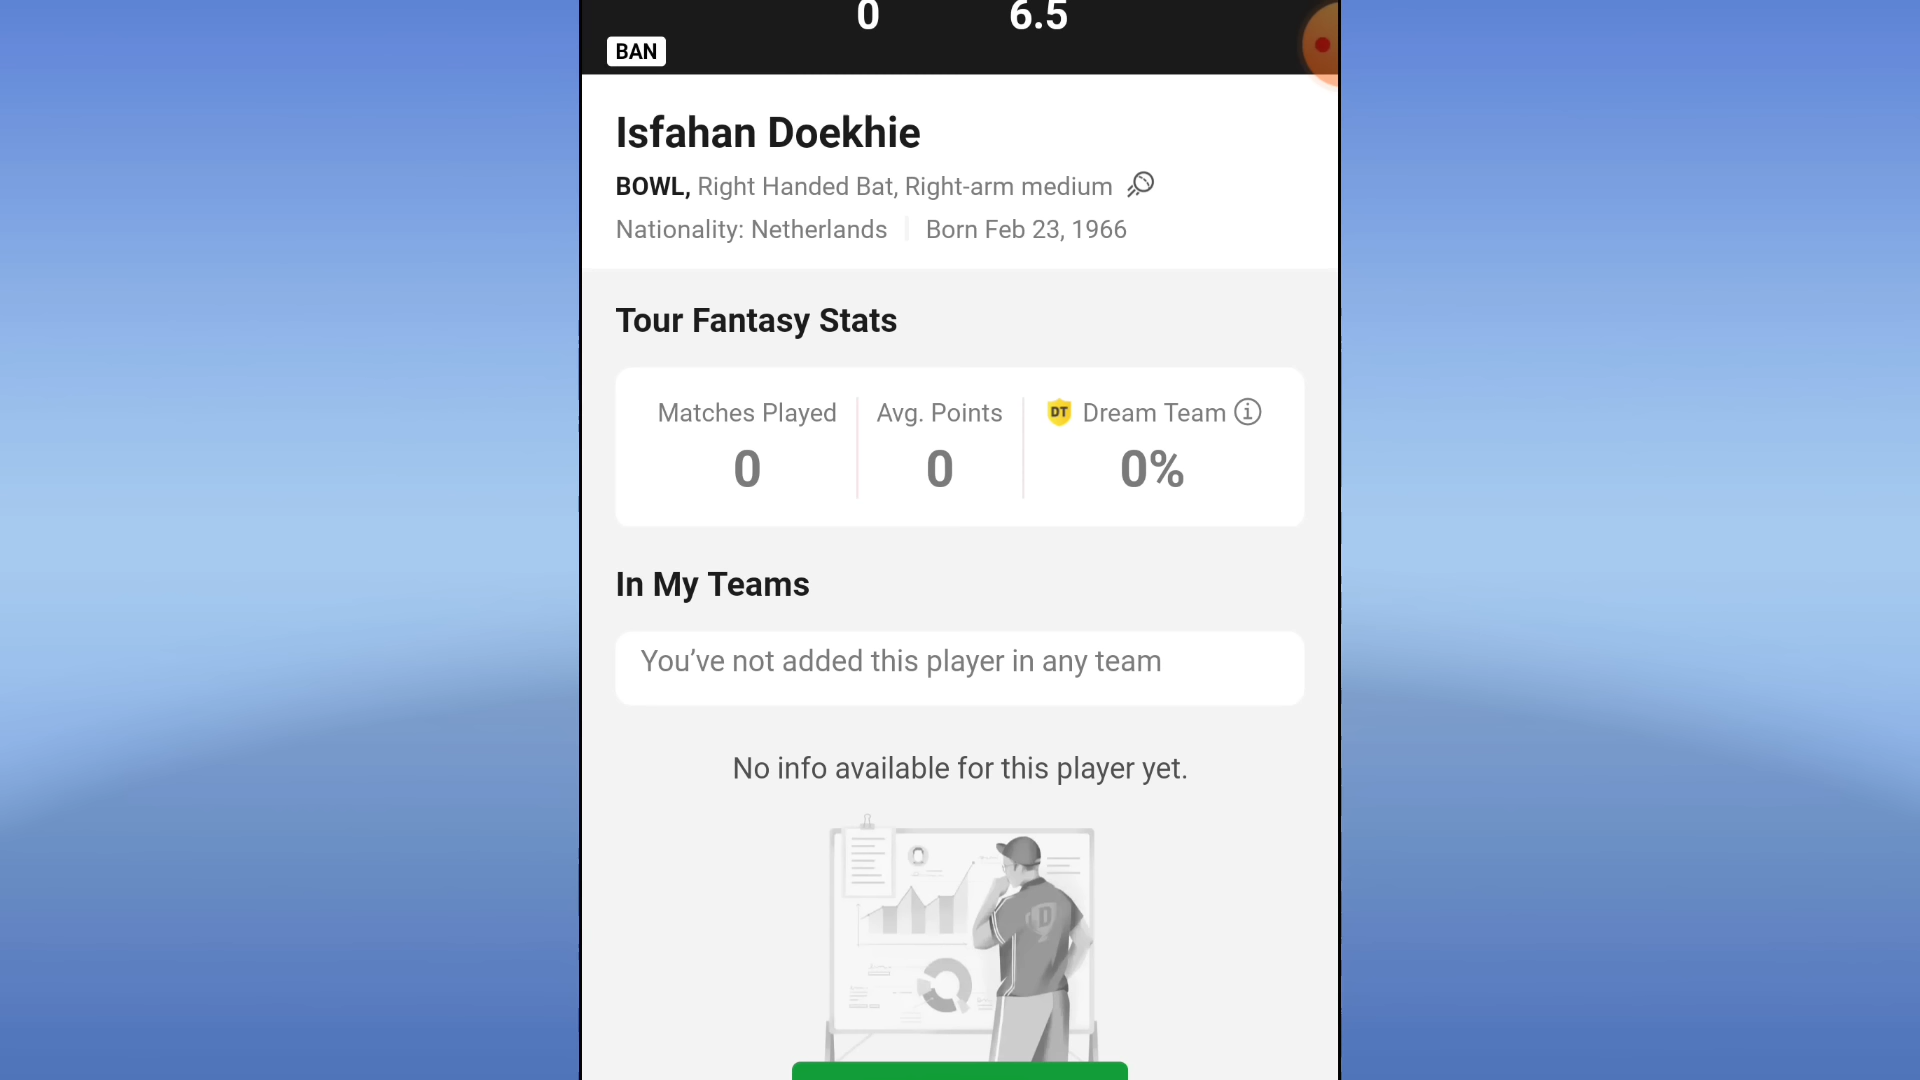 0 6.5
BAN
Isfahan Doekhie
BOWL, Right Handed Bat, Right-arm medium
Nationality: Netherlands Born Feb 23, 1966
Tour Fantasy Stats
Matches Played Avg. Points DT Dream Team
0 0 0%
In My Teams
You’ve not added this player in any team
No info available for this player yet.
D